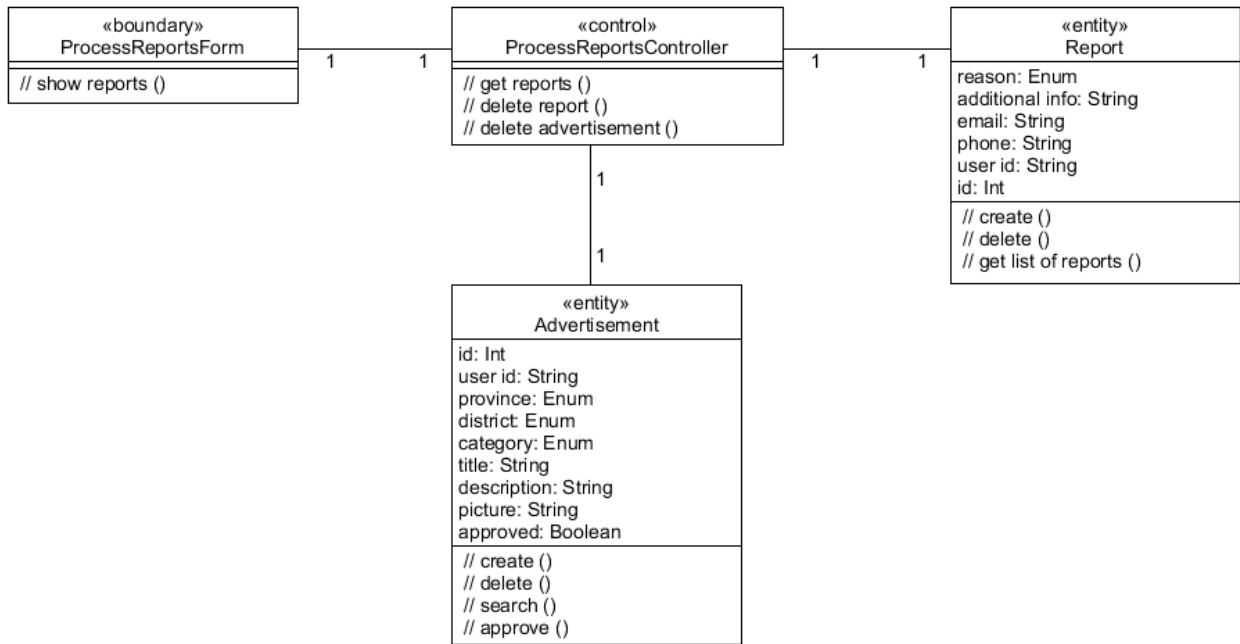 «boundary»
ProcessReportsForm
// show reports ()
1
1
«control»
ProcessReportsController
// get reports ()
// delete report ()
// delete advertisement ()
1
1
«entity»
Report
reason: Enum
additional info: String
email: String
phone: String
user id: String
id: Int
// create ()
// delete ()
// get list of reports ()
1
1
«entity»
Advertisement
id: Int
user id: String
province: Enum
district: Enum
category: Enum
title: String
description: String
picture: String
approved: Boolean
// create ()
// delete ()
// search ()
// approve ()